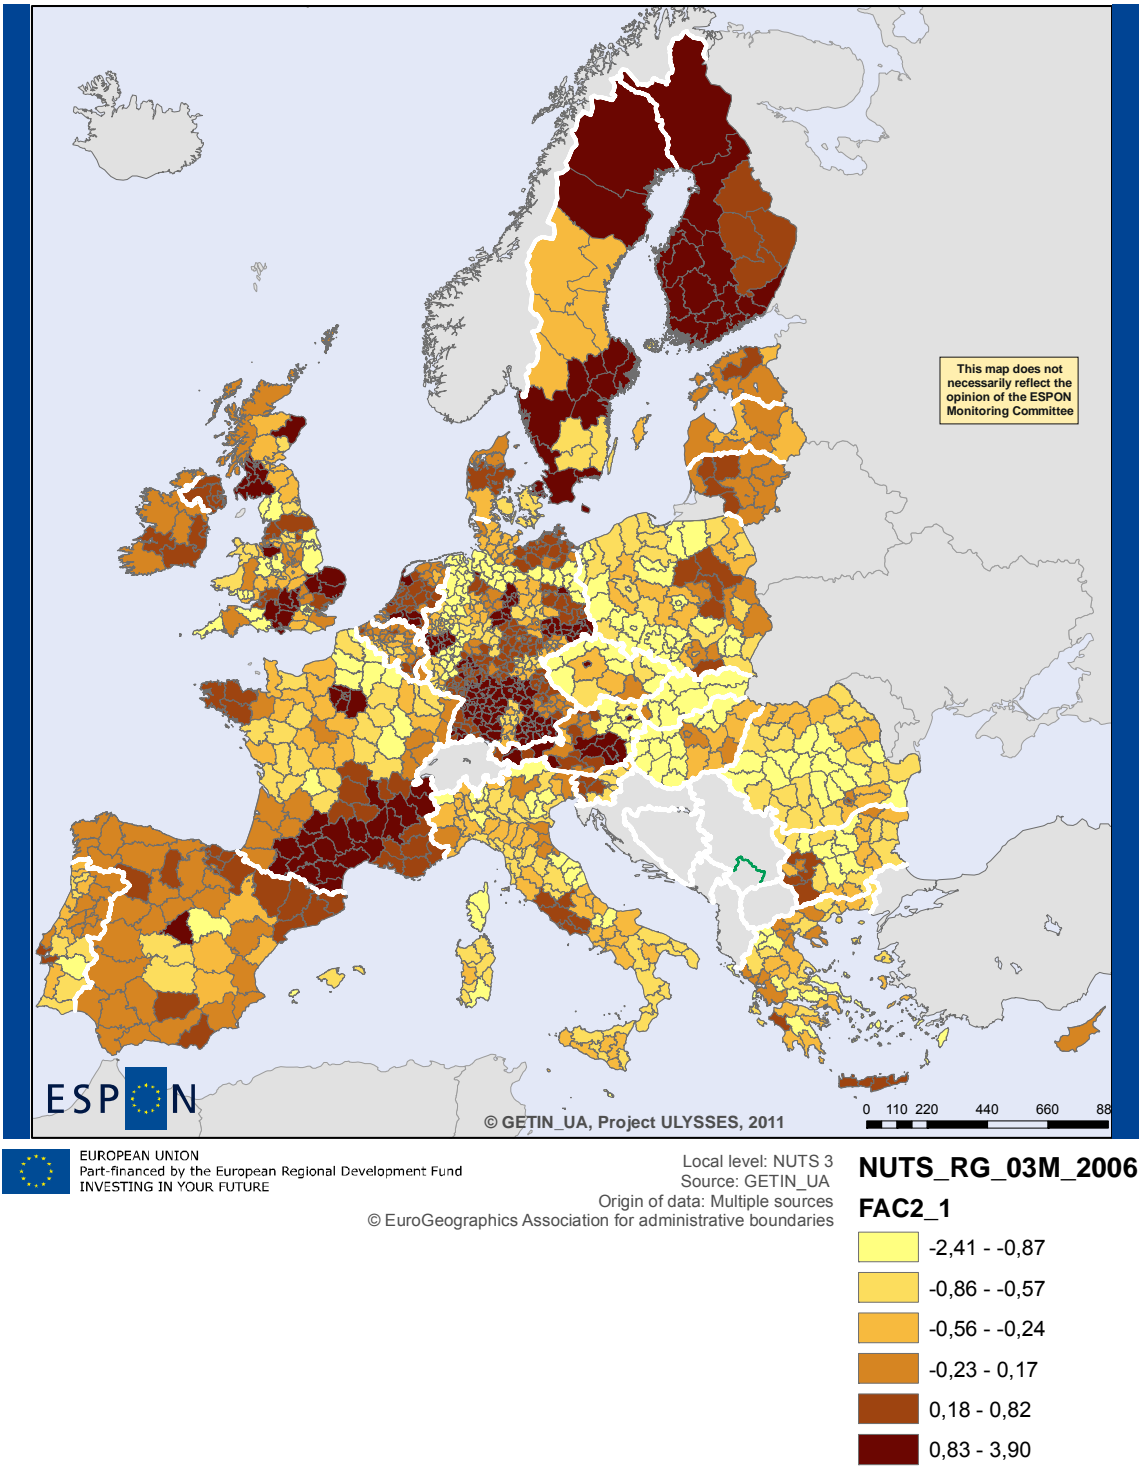 This map does not
necessarily reflect the
opinion of the ESPON
Monitoring Committee
ESPON
© GETIN_UA, Project ULYSSES, 2011
0 110 220 440 660 88
EUROPEAN UNION
Part-financed by the European Regional Development Fund
INVESTING IN YOUR FUTURE
Local level: NUTS 3
Source: GETIN_UA
Origin of data: Multiple sources
© EuroGeographics Association for administrative boundaries
NUTS_RG_03M_2006
FAC2_1
-2,41 - -0,87
-0,86 - -0,57
-0,56 - -0,24
-0,23 - 0,17
0,18 - 0,82
0,83 - 3,90